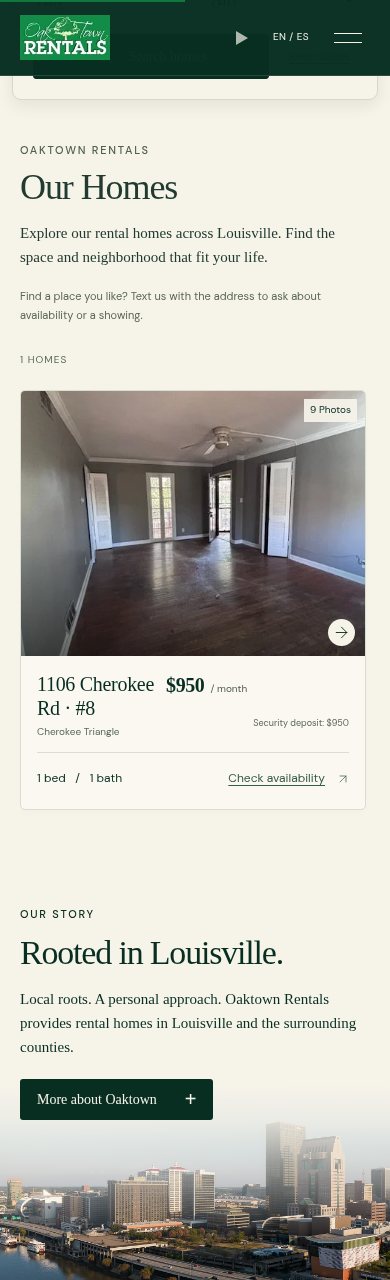 Oak Town
RENTALS
EN / ES
OAKTOWN RENTALS
Our Homes
Explore our rental homes across Louisville. Find the
space and neighborhood that fit your life.
Find a place you like? Text us with the address to ask about
availability or a showing.
1 HOMES
9 Photos
1106 Cherokee
Rd · #8
$950 / month
Cherokee Triangle
Security deposit: $950
1 bed / 1 bath
Check availability
OUR STORY
Rooted in Louisville.
Local roots. A personal approach. Oaktown Rentals
provides rental homes in Louisville and the surrounding
counties.
More about Oaktown +